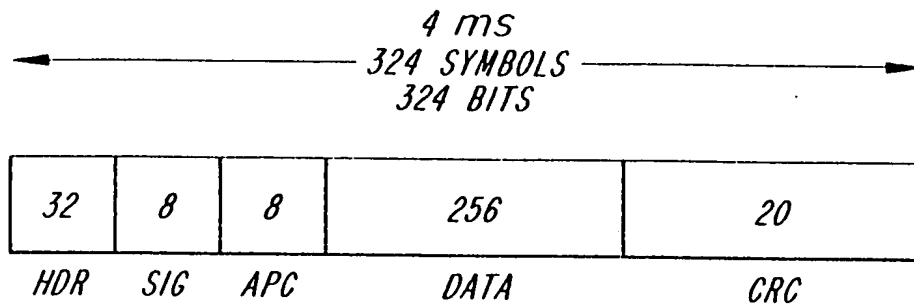 4 ms
324 SYMBOLS
324 BITS
32 8 8 256 20
HDR SIG APC DATA CRC